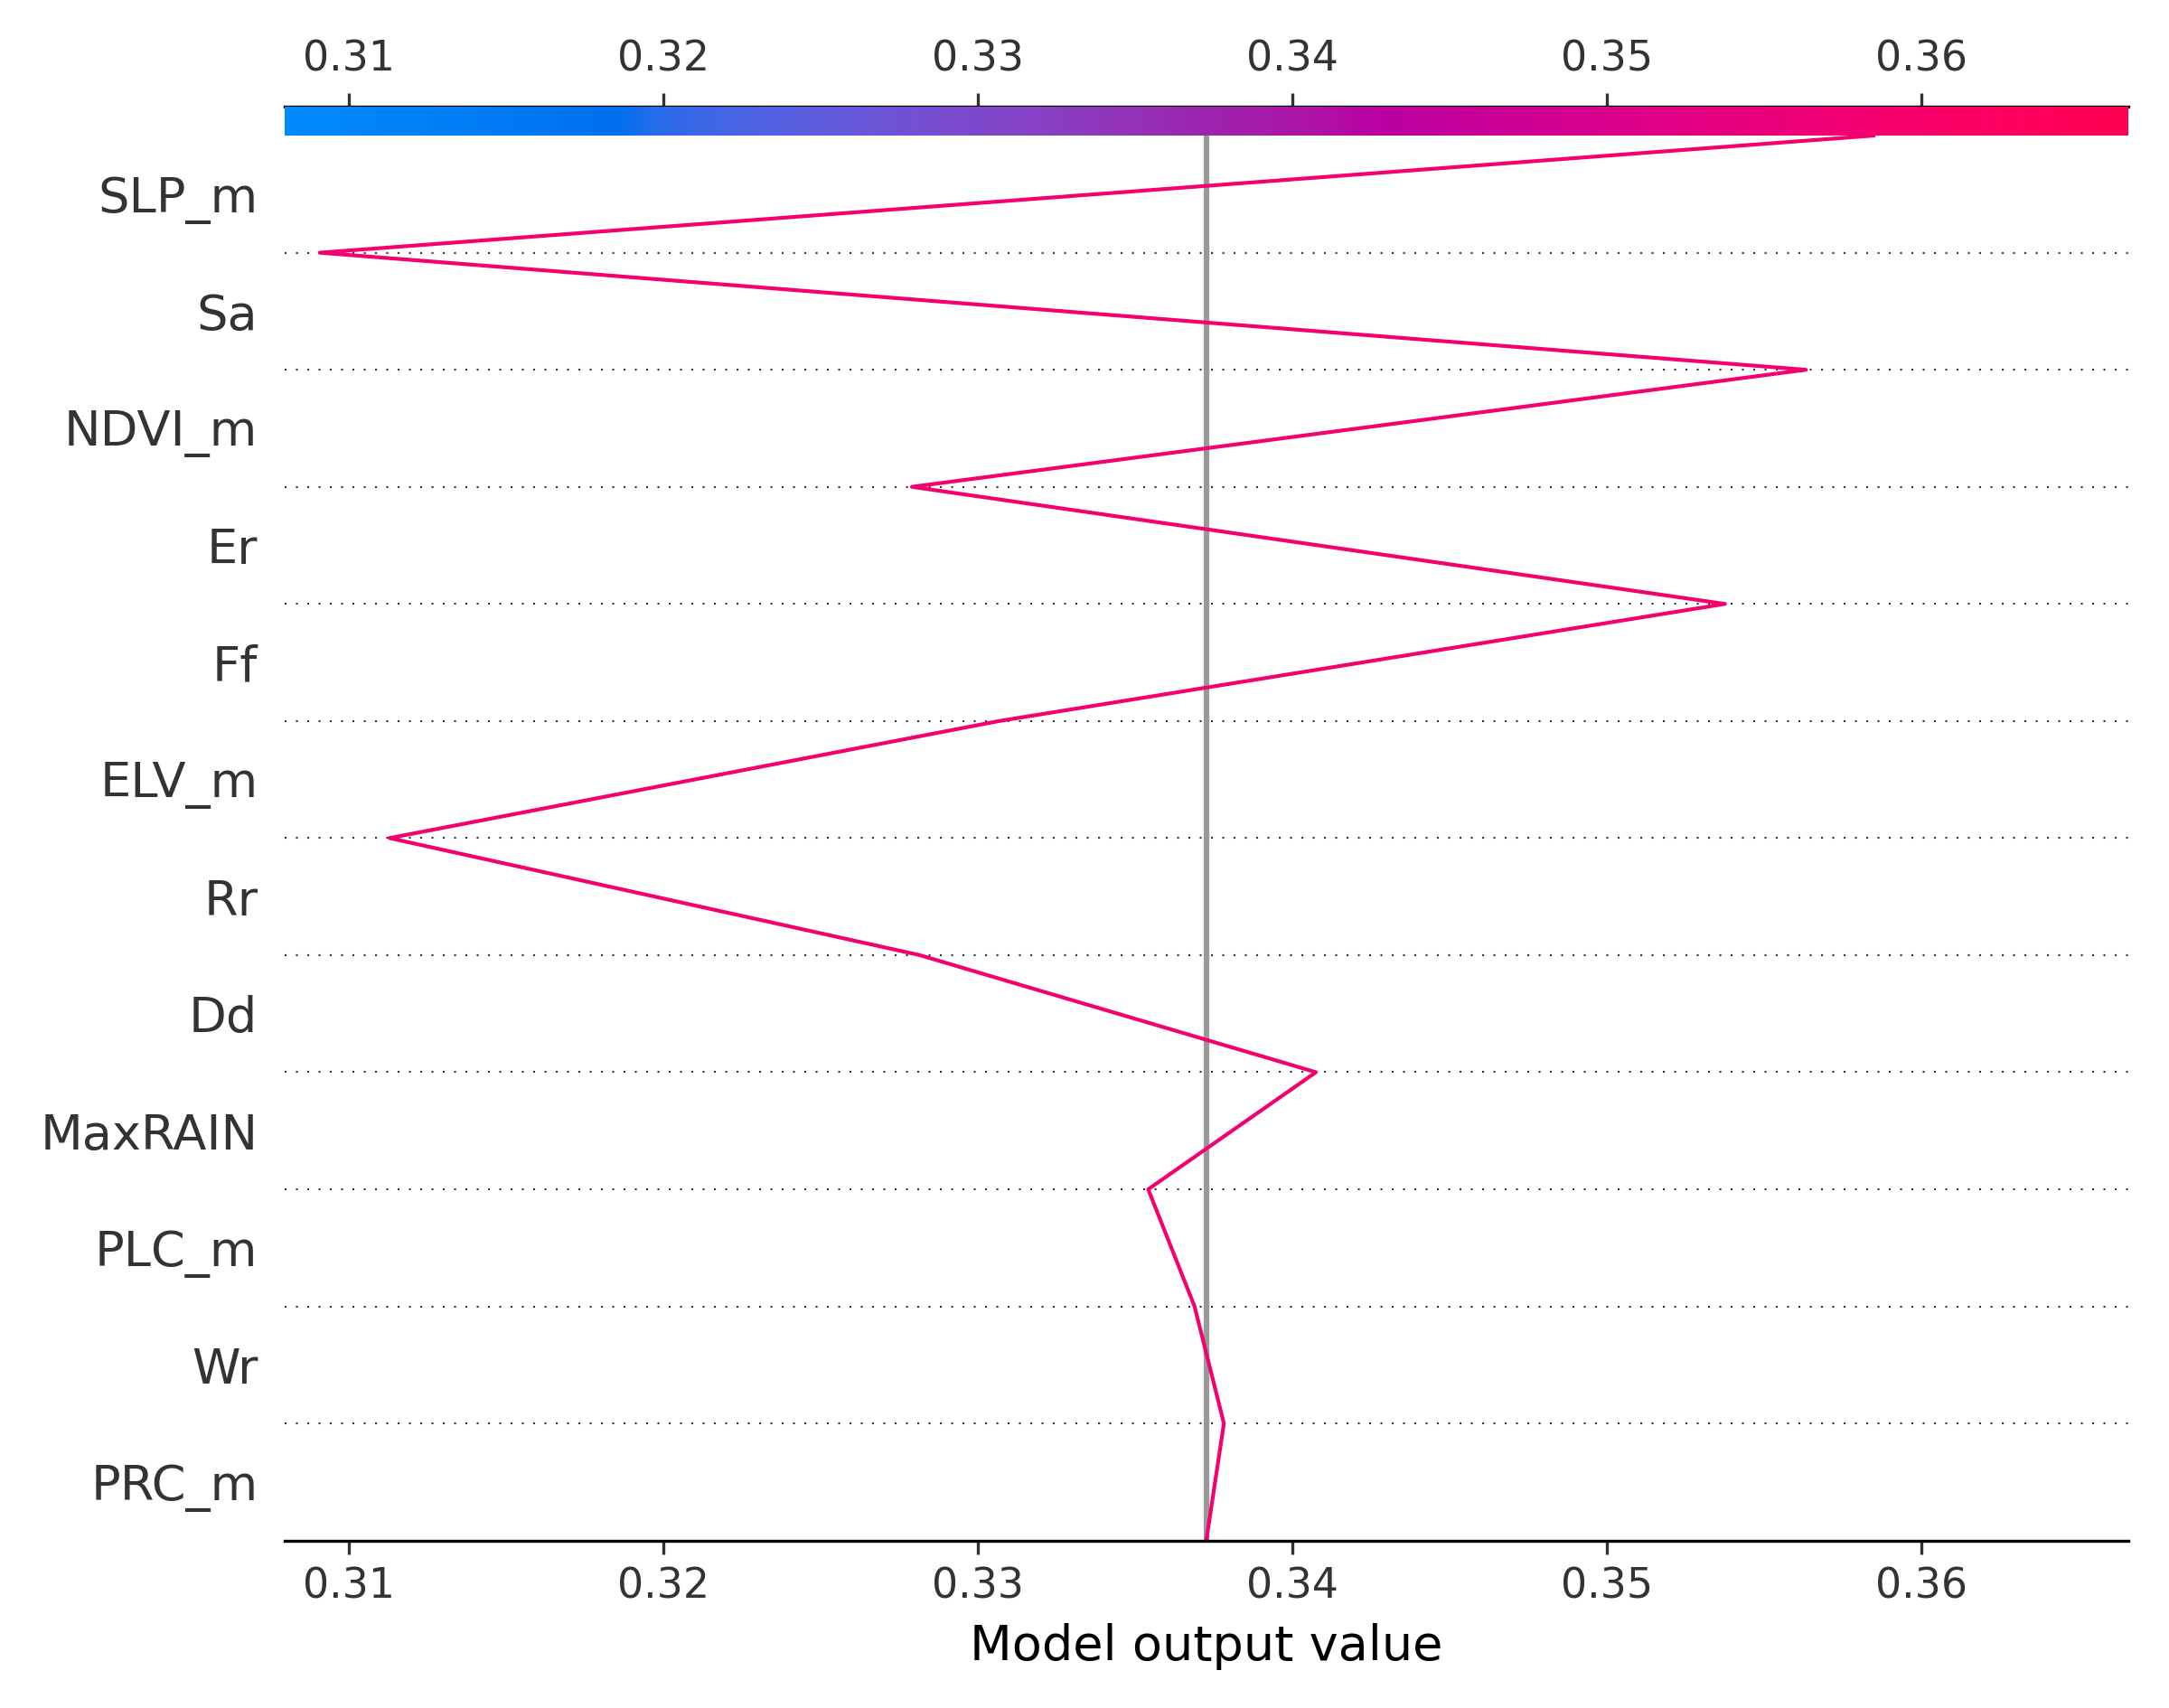 0.31 0.32 0.33 0.34 0.35 0.36
SLP_m
Sa
NDVI_m
Er
Ff
ELV_m
Rr
Dd
MaxRAIN
PLC_m
Wr
PRC_m
0.31 0.32 0.33 0.34 0.35 0.36
Model output value